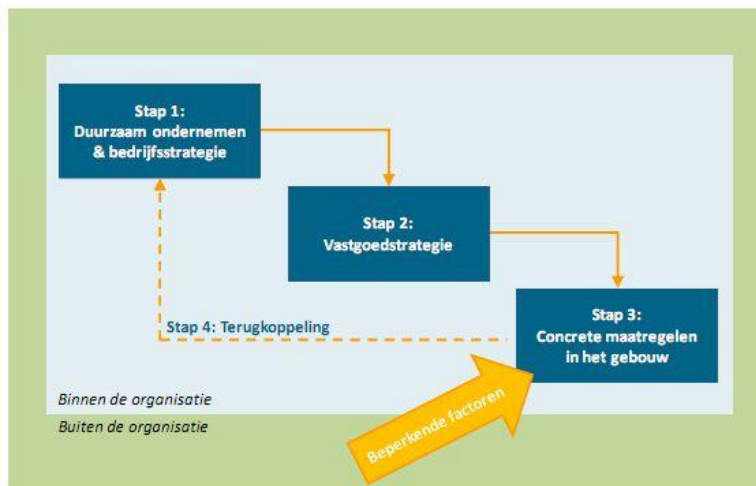 Stap 1:
Duurzaam ondernemen
& bedrijfsstrategie
Stap 2:
Vastgoedstrategie
Stap 3:
Concrete maatregelen
in het gebouw
Stap 4: Terugkoppeling
Beperkende factoren
Binnen de organisatie
Buiten de organisatie